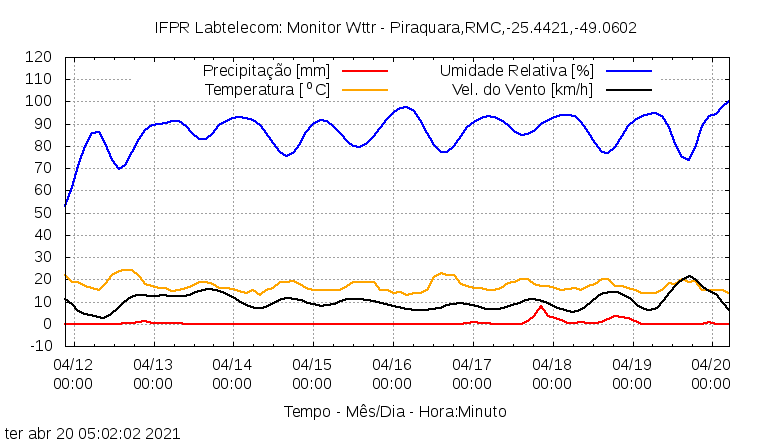 IFPR Labtelecom: Monitor Wttr - Piraquara,RMC,-25.4421,-49.0602
120
110
100
90
80
70
60
50
40
30
20
10
0
-10
Precipitação [mm] Umidade Relativa [%]
Temperatura [ ⁰C] Vel. do Vento [km/h]
04/12 04/13 04/14 04/15 04/16 04/17 04/18 04/19 04/20
00:00 00:00 00:00 00:00 00:00 00:00 00:00 00:00 00:00
Tempo - Mês/Dia - Hora:Minuto
ter abr 20 05:02:02 2021